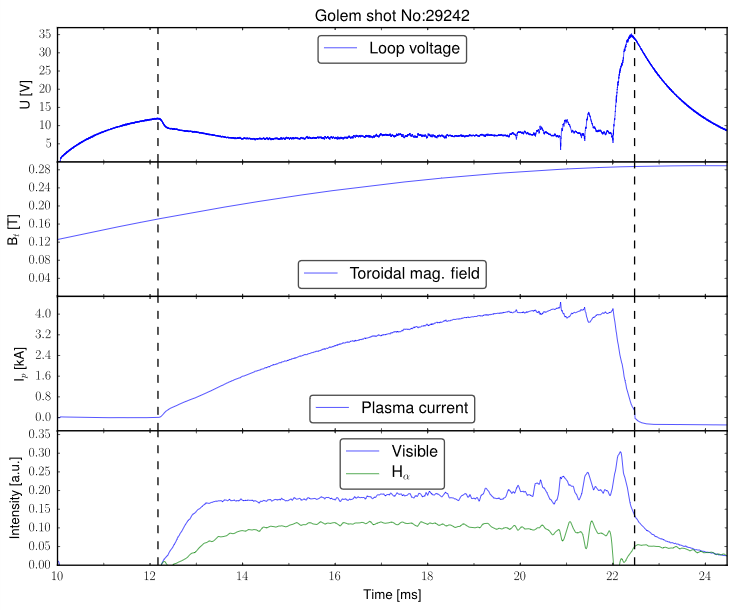 Golem shot No:29242
Loop voltage
U [V]
35
30
25
20
15
10
5
Toroidal mag. field
Bₜ [T]
0.28
0.24
0.20
0.16
0.12
0.08
0.04
Plasma current
Iₚ [kA]
4.0
3.2
2.4
1.6
0.8
0.0
Visible
Hα
Intensity [a.u.]
0.35
0.30
0.25
0.20
0.15
0.10
0.05
0.00
10 12 14 16 18 20 22 24
Time [ms]